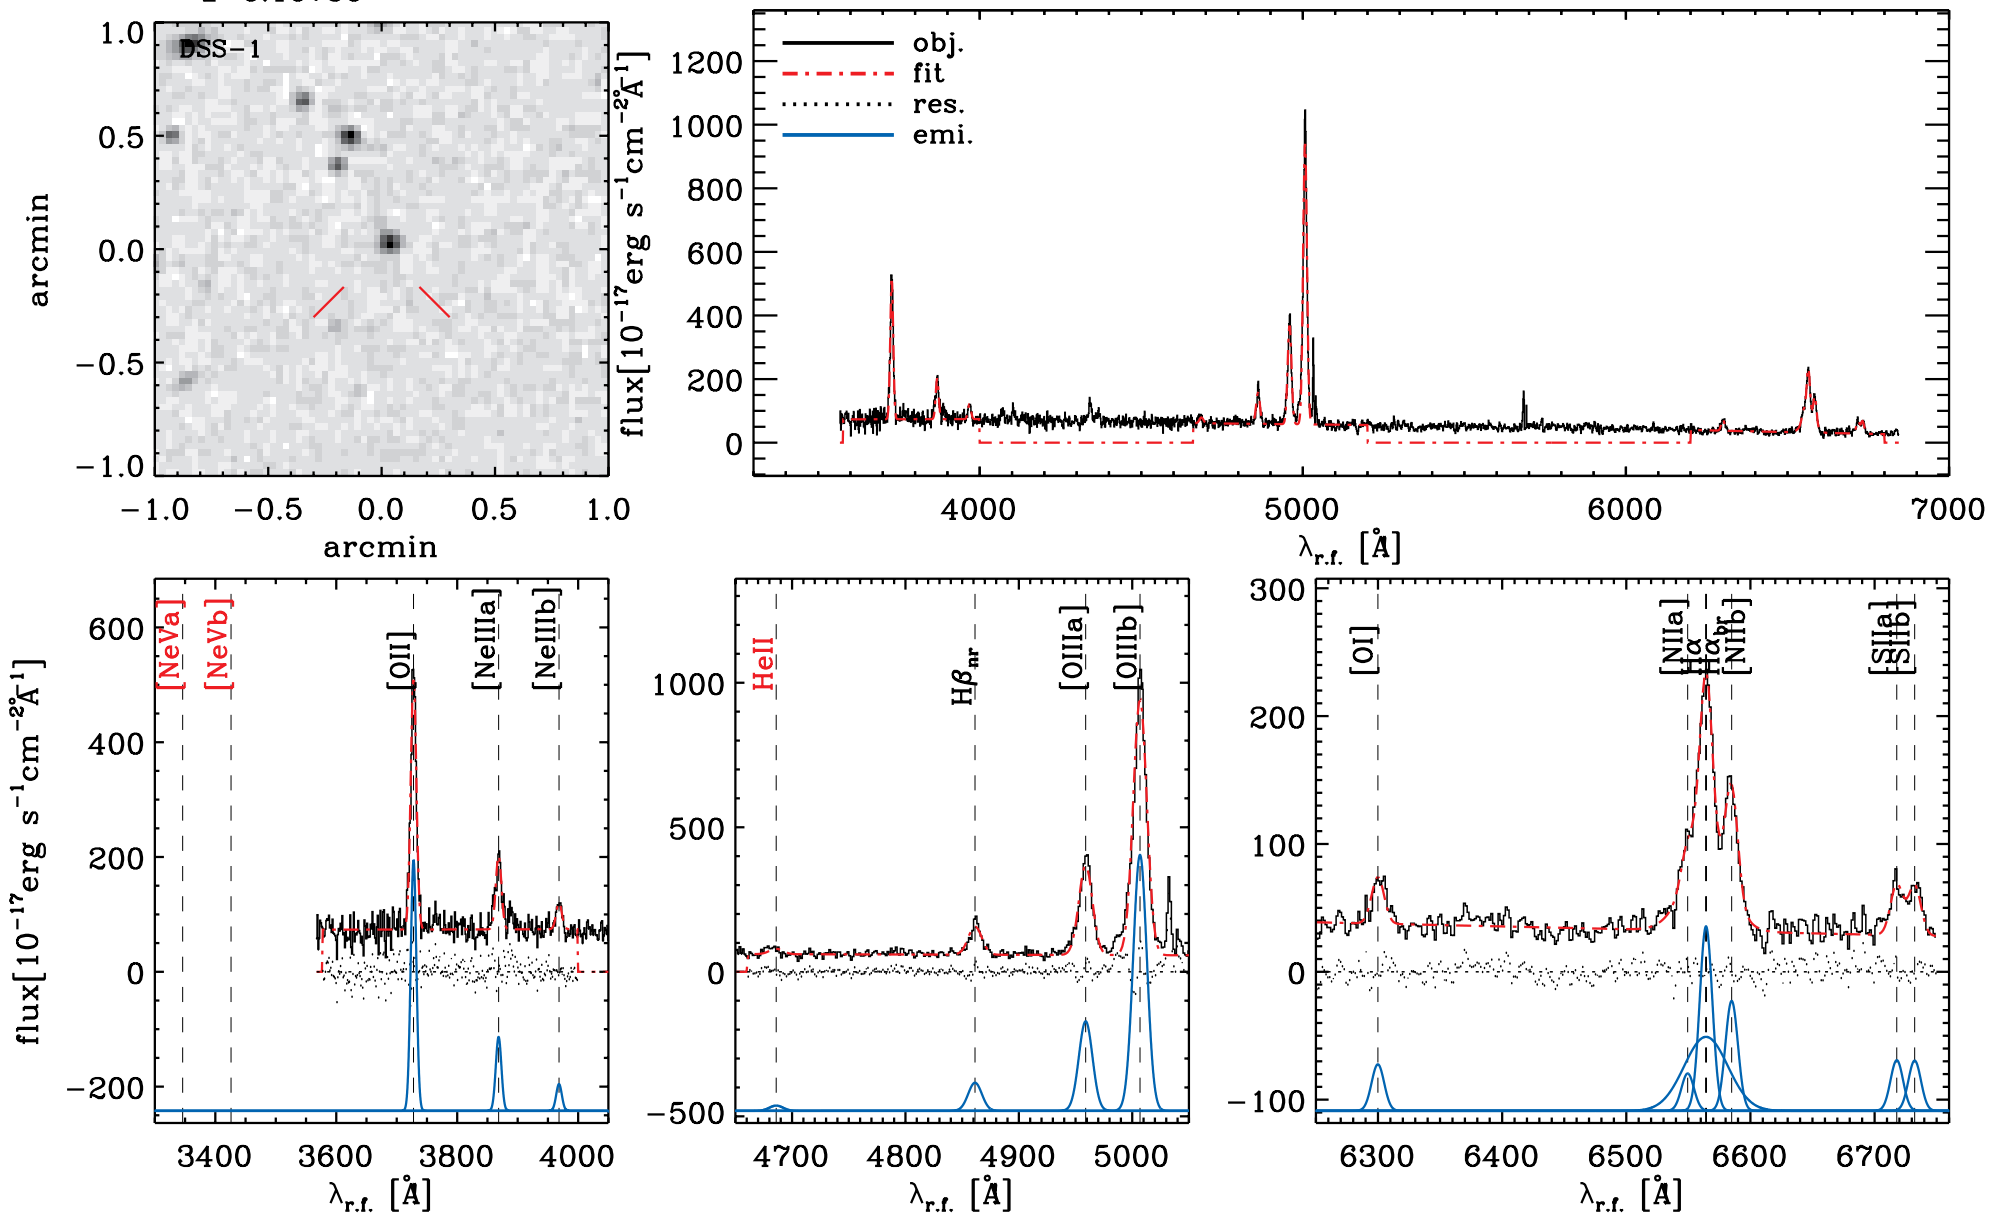 DSS-1
1.0
0.5
0.0
-0.5
-1.0
-1.0 -0.5 0.0 0.5 1.0
arcmin
arcmin
flux[10⁻¹⁷erg s⁻¹cm⁻²Å⁻¹]
obj.
fit
res.
emi.
1200
1000
800
600
400
200
0
4000 5000 6000 7000
λr.f. [Å]
flux[10⁻¹⁷erg s⁻¹cm⁻²Å⁻¹]
600
400
200
0
-200
[NeVa] [NeVb] [OII] [NeIIIa] [NeIIIb]
3400 3600 3800 4000
λr.f. [Å]
1000
500
0
-500
HeII Hβnr [OIIIa] [OIIIb]
4700 4800 4900 5000
λr.f. [Å]
300
200
100
0
-100
[OI] [NIIa] Hα Hαbr [NIIb] [SIIa] [SIIb]
6300 6400 6500 6600 6700
λr.f. [Å]